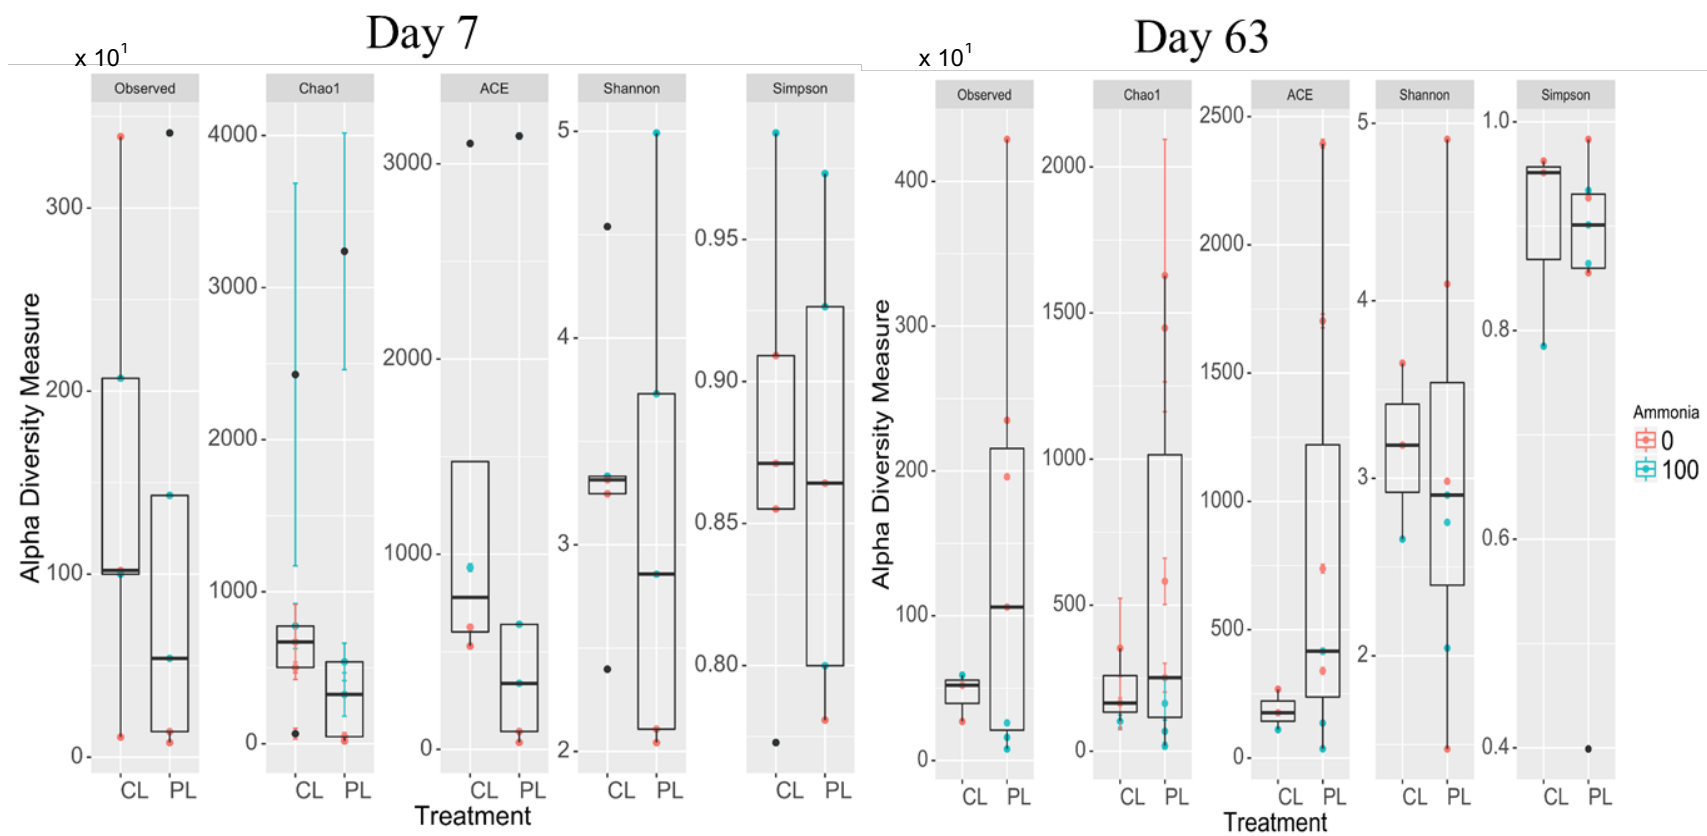 Day 7
Day 63
x 10¹
x 10¹
Observed
Chao1
ACE
Shannon
Simpson
Observed
Chao1
ACE
Shannon
Simpson
Alpha Diversity Measure
300
200
100
0
4000
3000
2000
1000
0
3000
2000
1000
0
5
4
3
2
0.95
0.90
0.85
0.80
CL PL
CL PL
CL PL
CL PL
CL PL
Treatment
Alpha Diversity Measure
400
300
200
100
0
2000
1500
1000
500
0
2500
2000
1500
1000
500
0
5
4
3
2
1.0
0.8
0.6
0.4
CL PL
CL PL
CL PL
CL PL
CL PL
Treatment
Ammonia
0
100